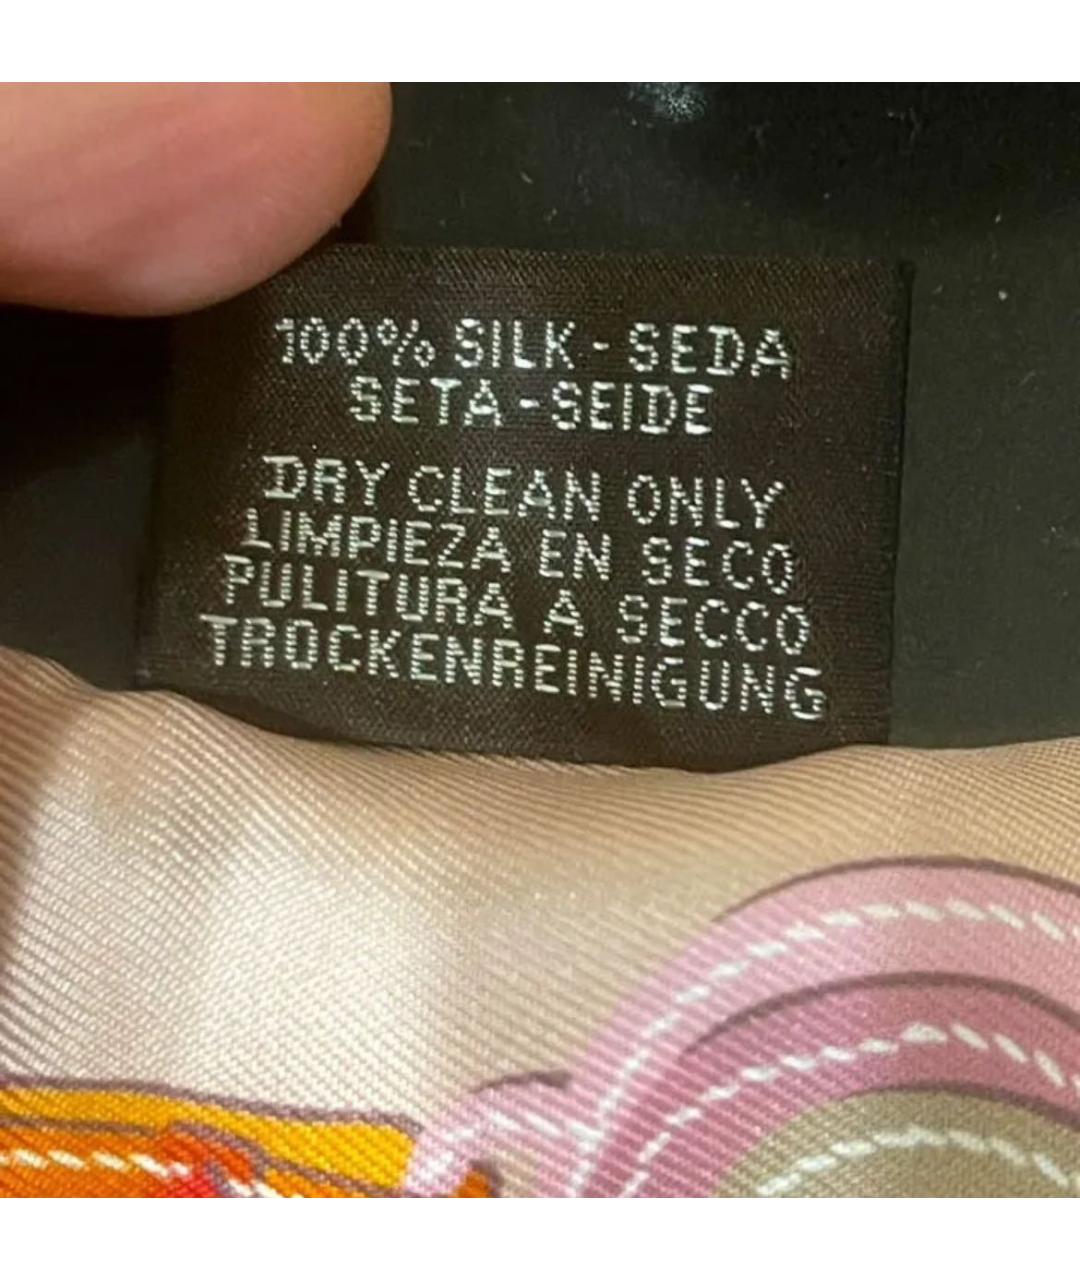 100% SILK - SEDA
SETA - SEIDE
DRY CLEAN ONLY
LIMPIEZA EN SECO
PULITURA A SECCO
TROCKENREINIGUNG